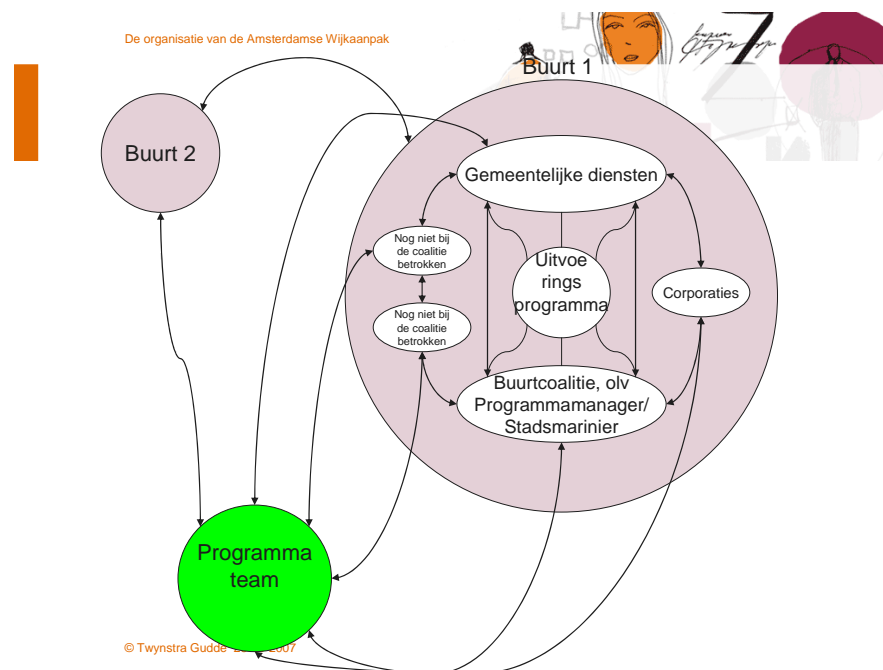 De organisatie van de Amsterdamse Wijkaanpak
Buurt 1
Buurt 2
Gemeentelijke diensten
Nog niet bij
de coalitie
betrokken
Nog niet bij
de coalitie
betrokken
Uitvoe
rings
programma
Corporaties
Buurtcoalitie, olv
Programmamanager/
Stadsmarinier
Programma
team
© Twynstra Gudde 2007